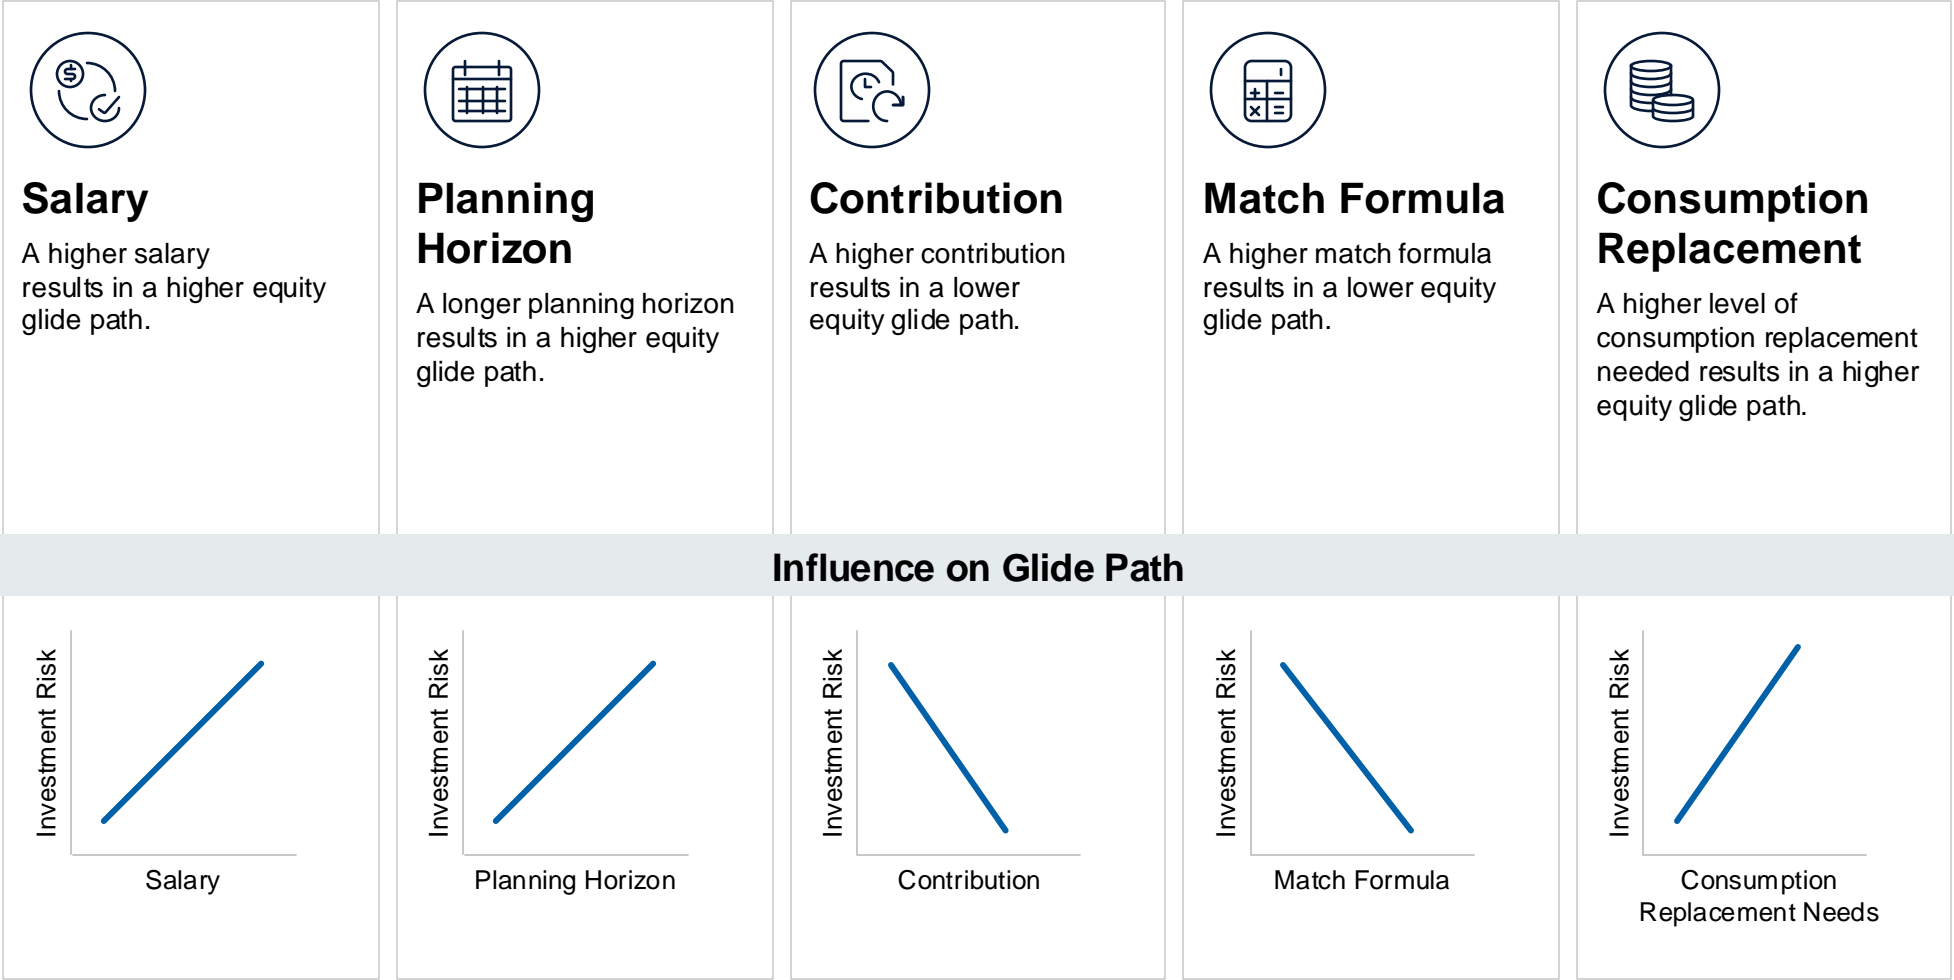 Salary
A higher salary
results in a higher equity
glide path.
Planning
Horizon
A longer planning horizon
results in a higher equity
glide path.
Contribution
A higher contribution
results in a lower
equity glide path.
Match Formula
A higher match formula
results in a lower equity
glide path.
Consumption
Replacement
A higher level of
consumption replacement
needed results in a higher
equity glide path.
Influence on Glide Path
Investment Risk
Salary
Investment Risk
Planning Horizon
Investment Risk
Contribution
Investment Risk
Match Formula
Investment Risk
Consumption
Replacement Needs